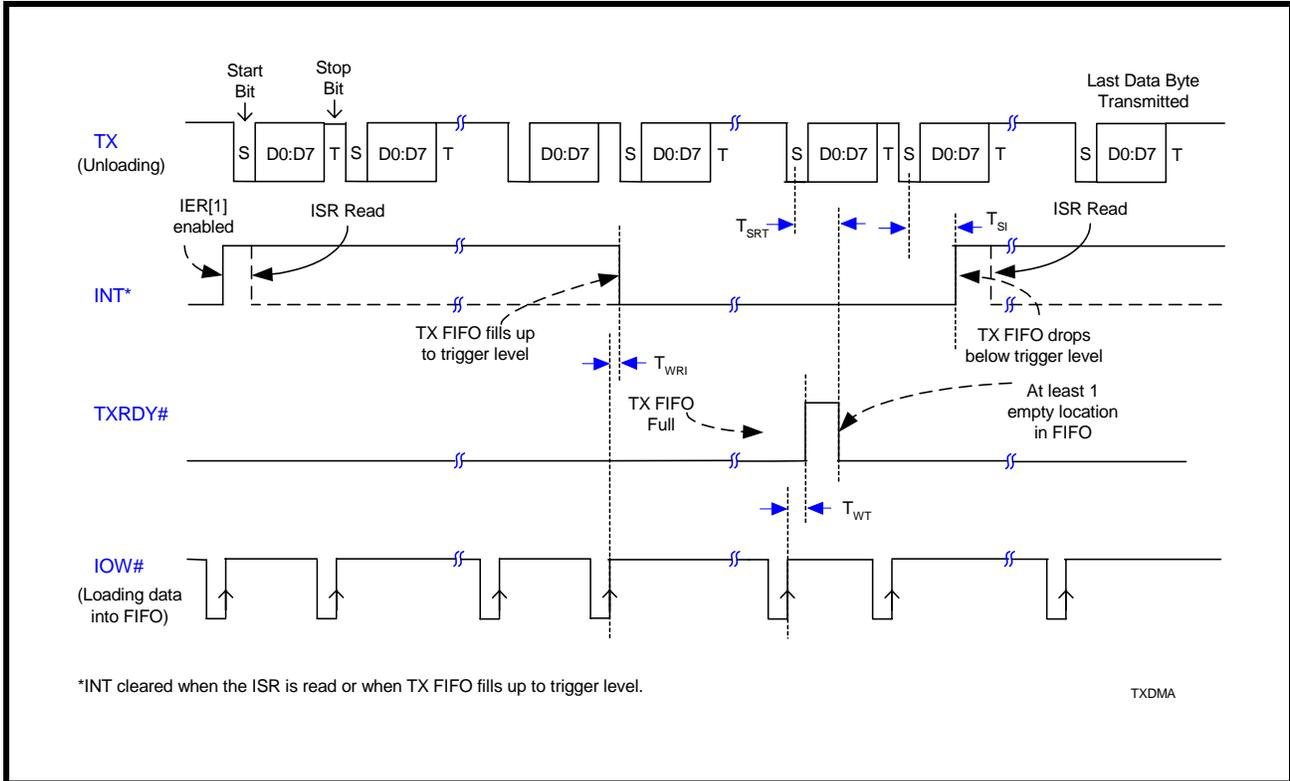 Start
Bit
Stop
Bit
Last Data Byte
Transmitted
TX
(Unloading)
S D0:D7 T S D0:D7 T D0:D7 S D0:D7 T S D0:D7 T S D0:D7 T S D0:D7 T
IER[1]
enabled
ISR Read
TSRT
TSI
ISR Read
INT*
TX FIFO fills up
to trigger level
TX FIFO drops
below trigger level
TWRI
TXRDY#
TX FIFO
Full
At least 1
empty location
in FIFO
TWT
IOW#
(Loading data
into FIFO)
*INT cleared when the ISR is read or when TX FIFO fills up to trigger level.
TXDMA